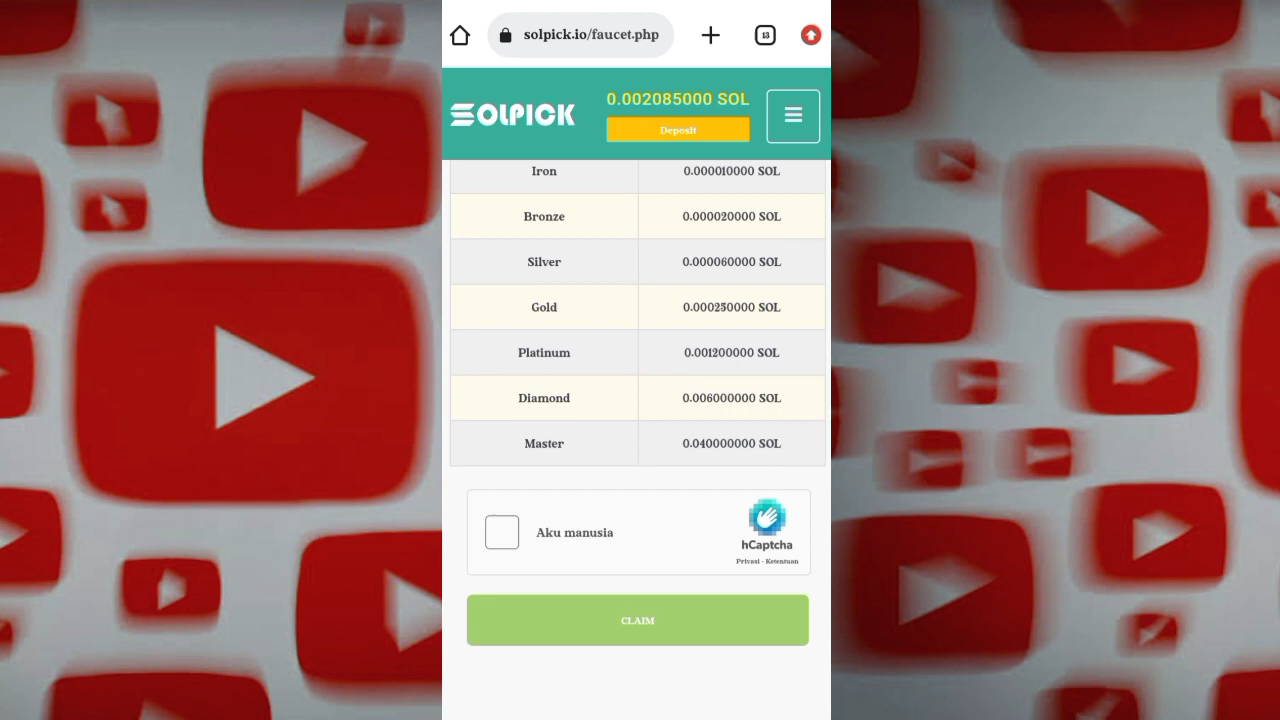 solpick.io/faucet.php
13
SOLPICK
0.002085000 SOL
Deposit
Iron 0.000010000 SOL
Bronze 0.000020000 SOL
Silver 0.000060000 SOL
Gold 0.000250000 SOL
Platinum 0.001200000 SOL
Diamond 0.006000000 SOL
Master 0.040000000 SOL
Aku manusia
hCaptcha
Privasi - Ketentuan
CLAIM